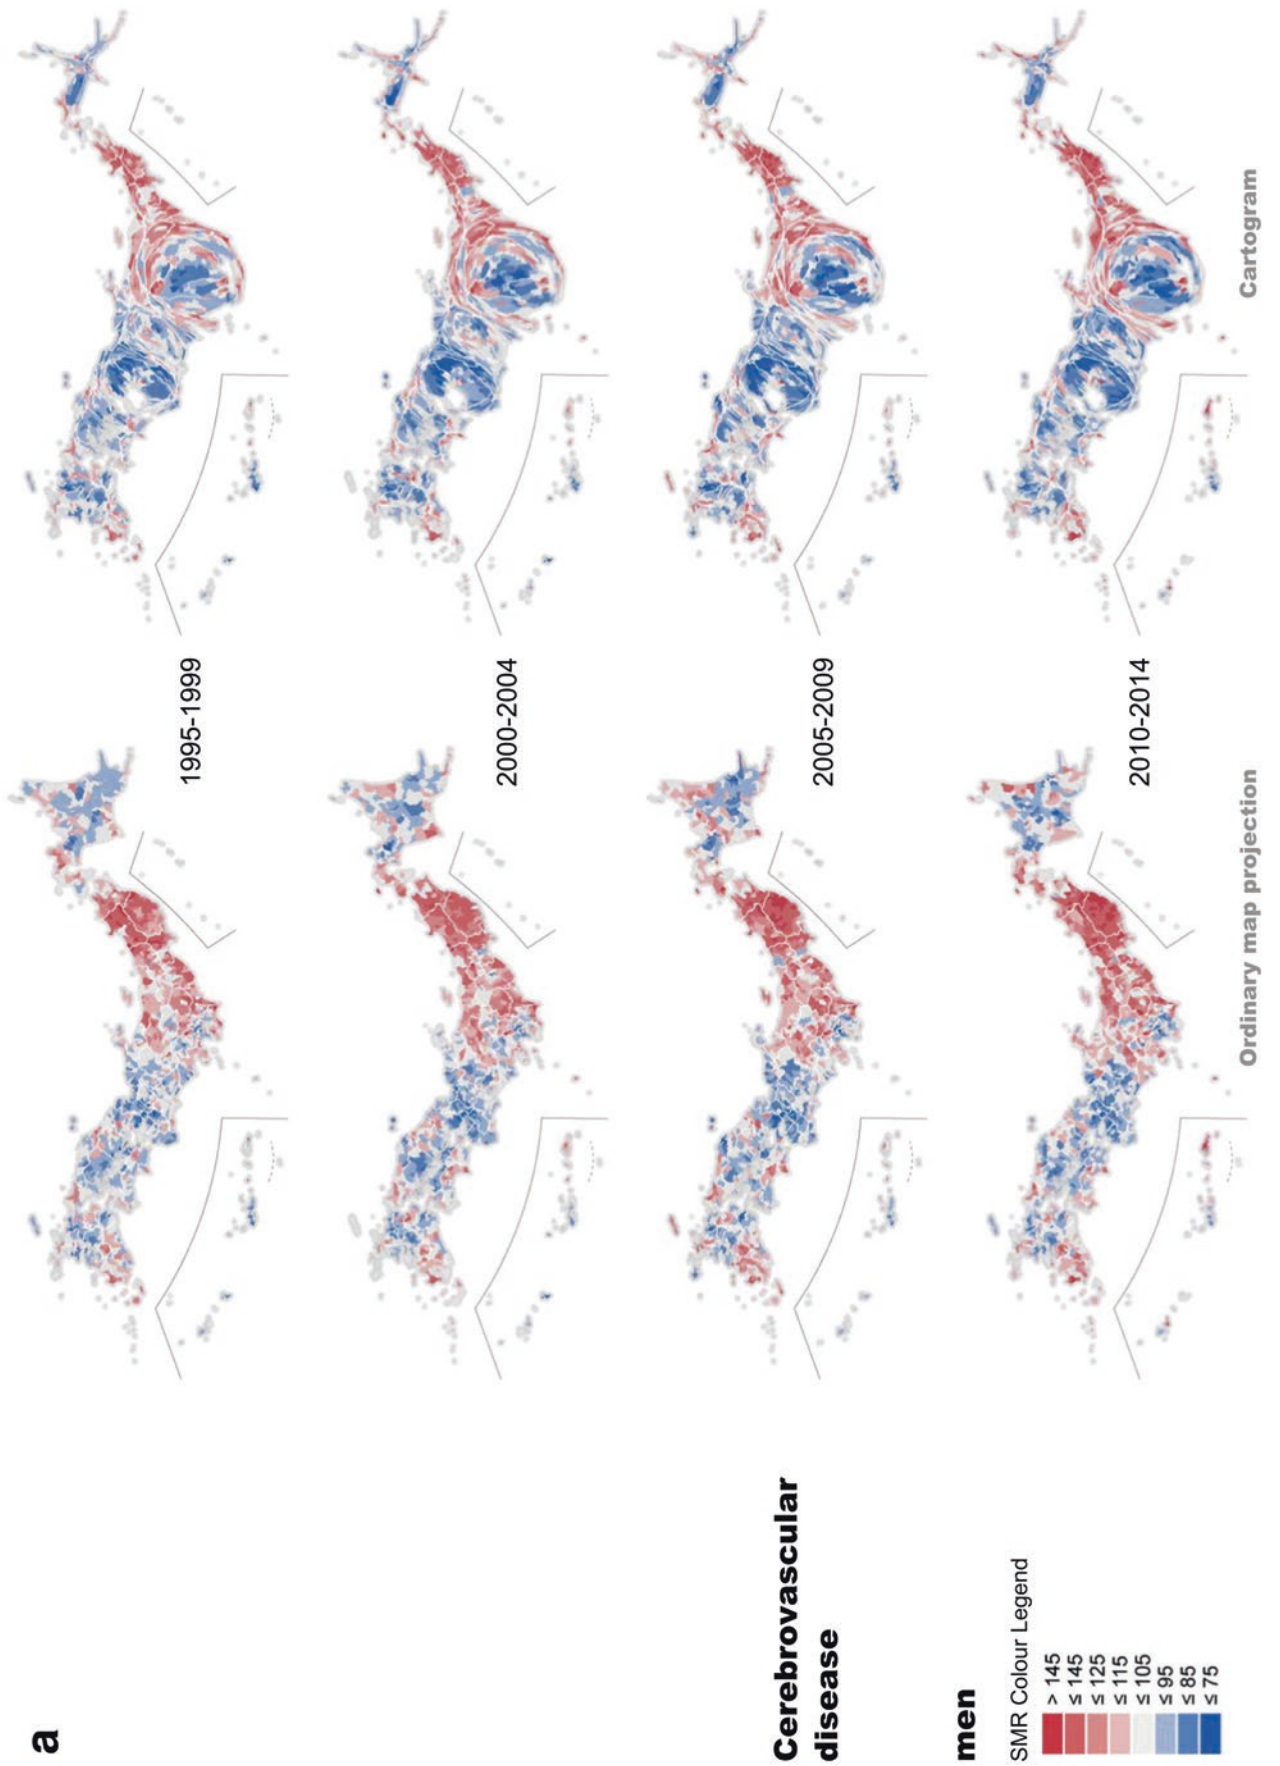 a
1995-1999
2000-2004
2005-2009
2010-2014
Cerebrovascular
disease
men
SMR Colour Legend
> 145
≤ 145
≤ 125
≤ 115
≤ 105
≤ 95
≤ 85
≤ 75
Ordinary map projection
Cartogram